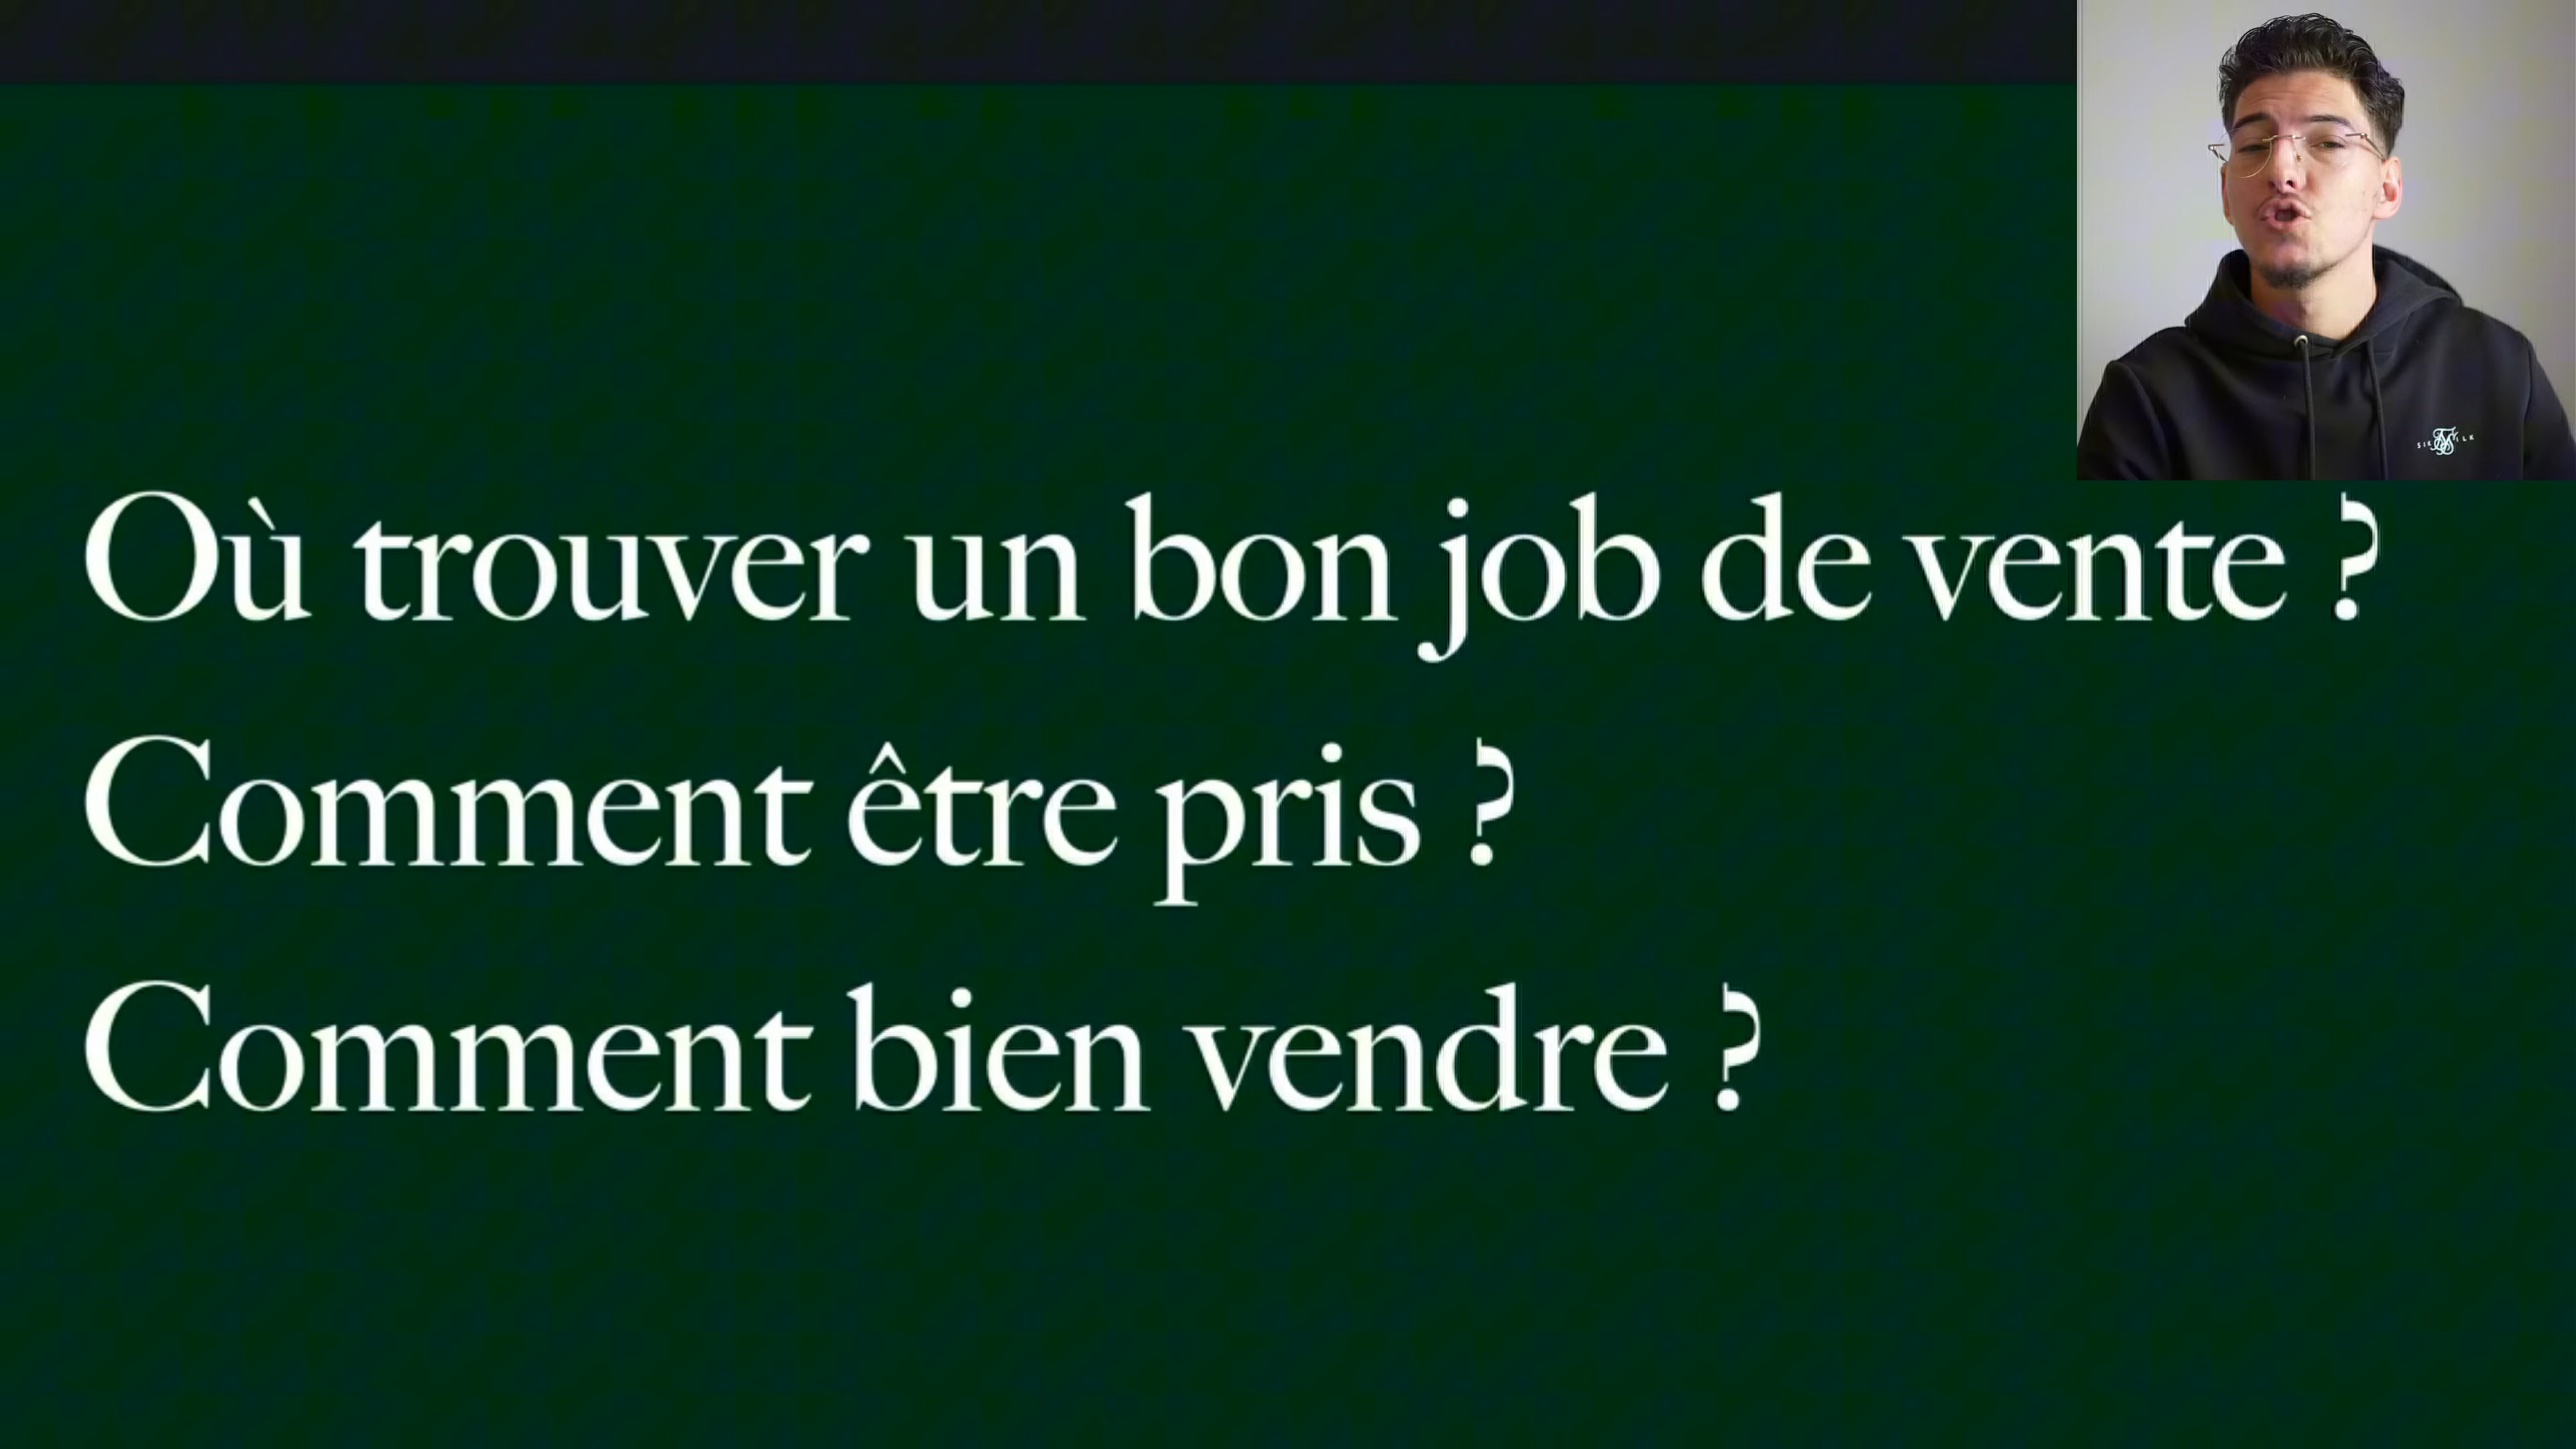 Où trouver un bon job de vente ?
Comment être pris ?
Comment bien vendre ?